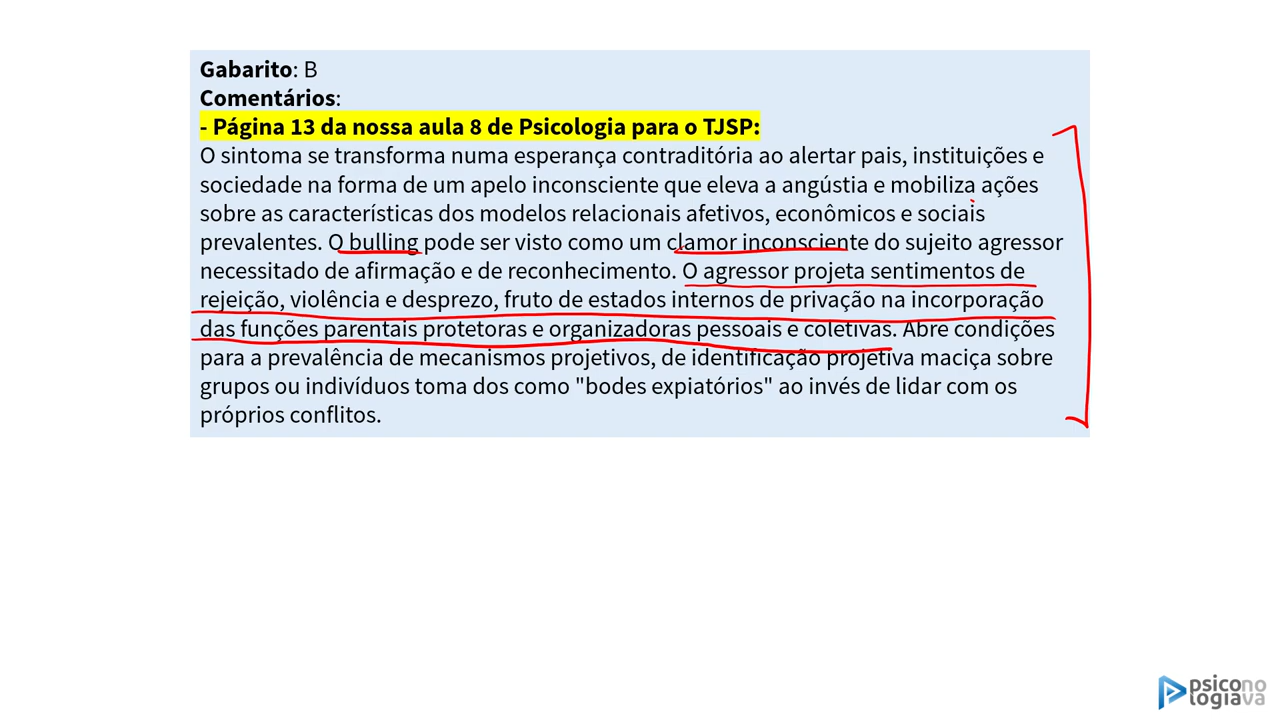 Gabarito: B
Comentários:
- Página 13 da nossa aula 8 de Psicologia para o TJSP:
O sintoma se transforma numa esperança contraditória ao alertar pais, instituições e
sociedade na forma de um apelo inconsciente que eleva a angústia e mobiliza ações
sobre as características dos modelos relacionais afetivos, econômicos e sociais
prevalentes. O bulling pode ser visto como um clamor inconsciente do sujeito agressor
necessitado de afirmação e de reconhecimento. O agressor projeta sentimentos de
rejeição, violência e desprezo, fruto de estados internos de privação na incorporação
das funções parentais protetoras e organizadoras pessoais e coletivas. Abre condições
para a prevalência de mecanismos projetivos, de identificação projetiva maciça sobre
grupos ou indivíduos toma dos como "bodes expiatórios" ao invés de lidar com os
próprios conflitos.
psicono
logiava